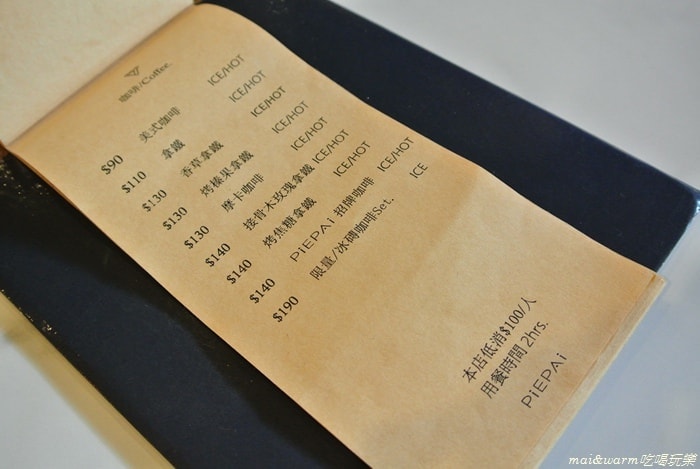 咖啡/Coffee.
$90 美式咖啡 ICE/HOT
$110 拿鐵 ICE/HOT
$130 香草拿鐵 ICE/HOT
$130 烤榛果拿鐵 ICE/HOT
$130 摩卡咖啡 ICE/HOT
$140 接骨木玫瑰拿鐵 ICE/HOT
$140 烤焦糖拿鐵 ICE/HOT
$140 PiEPAi 招牌咖啡 ICE/HOT
$190 限量/冰磚咖啡Set. ICE
本店低消$100/人
用餐時間 2hrs.
PiEPAi
mai&warm吃喝玩樂